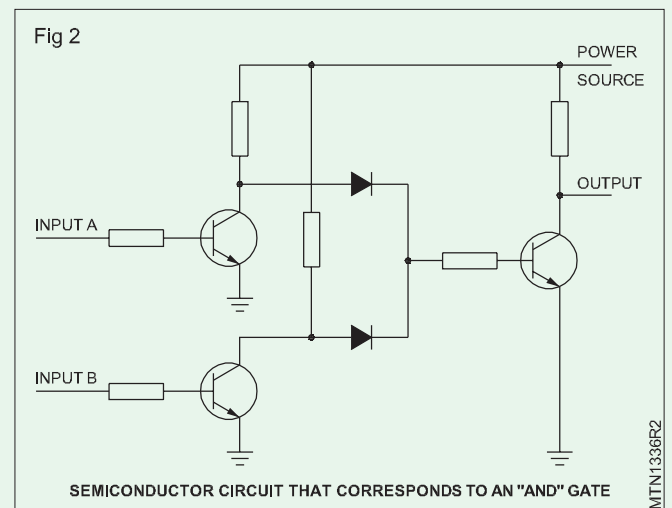 Fig 2
POWER
SOURCE
OUTPUT
INPUT A
INPUT B
SEMICONDUCTOR CIRCUIT THAT CORRESPONDS TO AN "AND" GATE
MTN1336R2